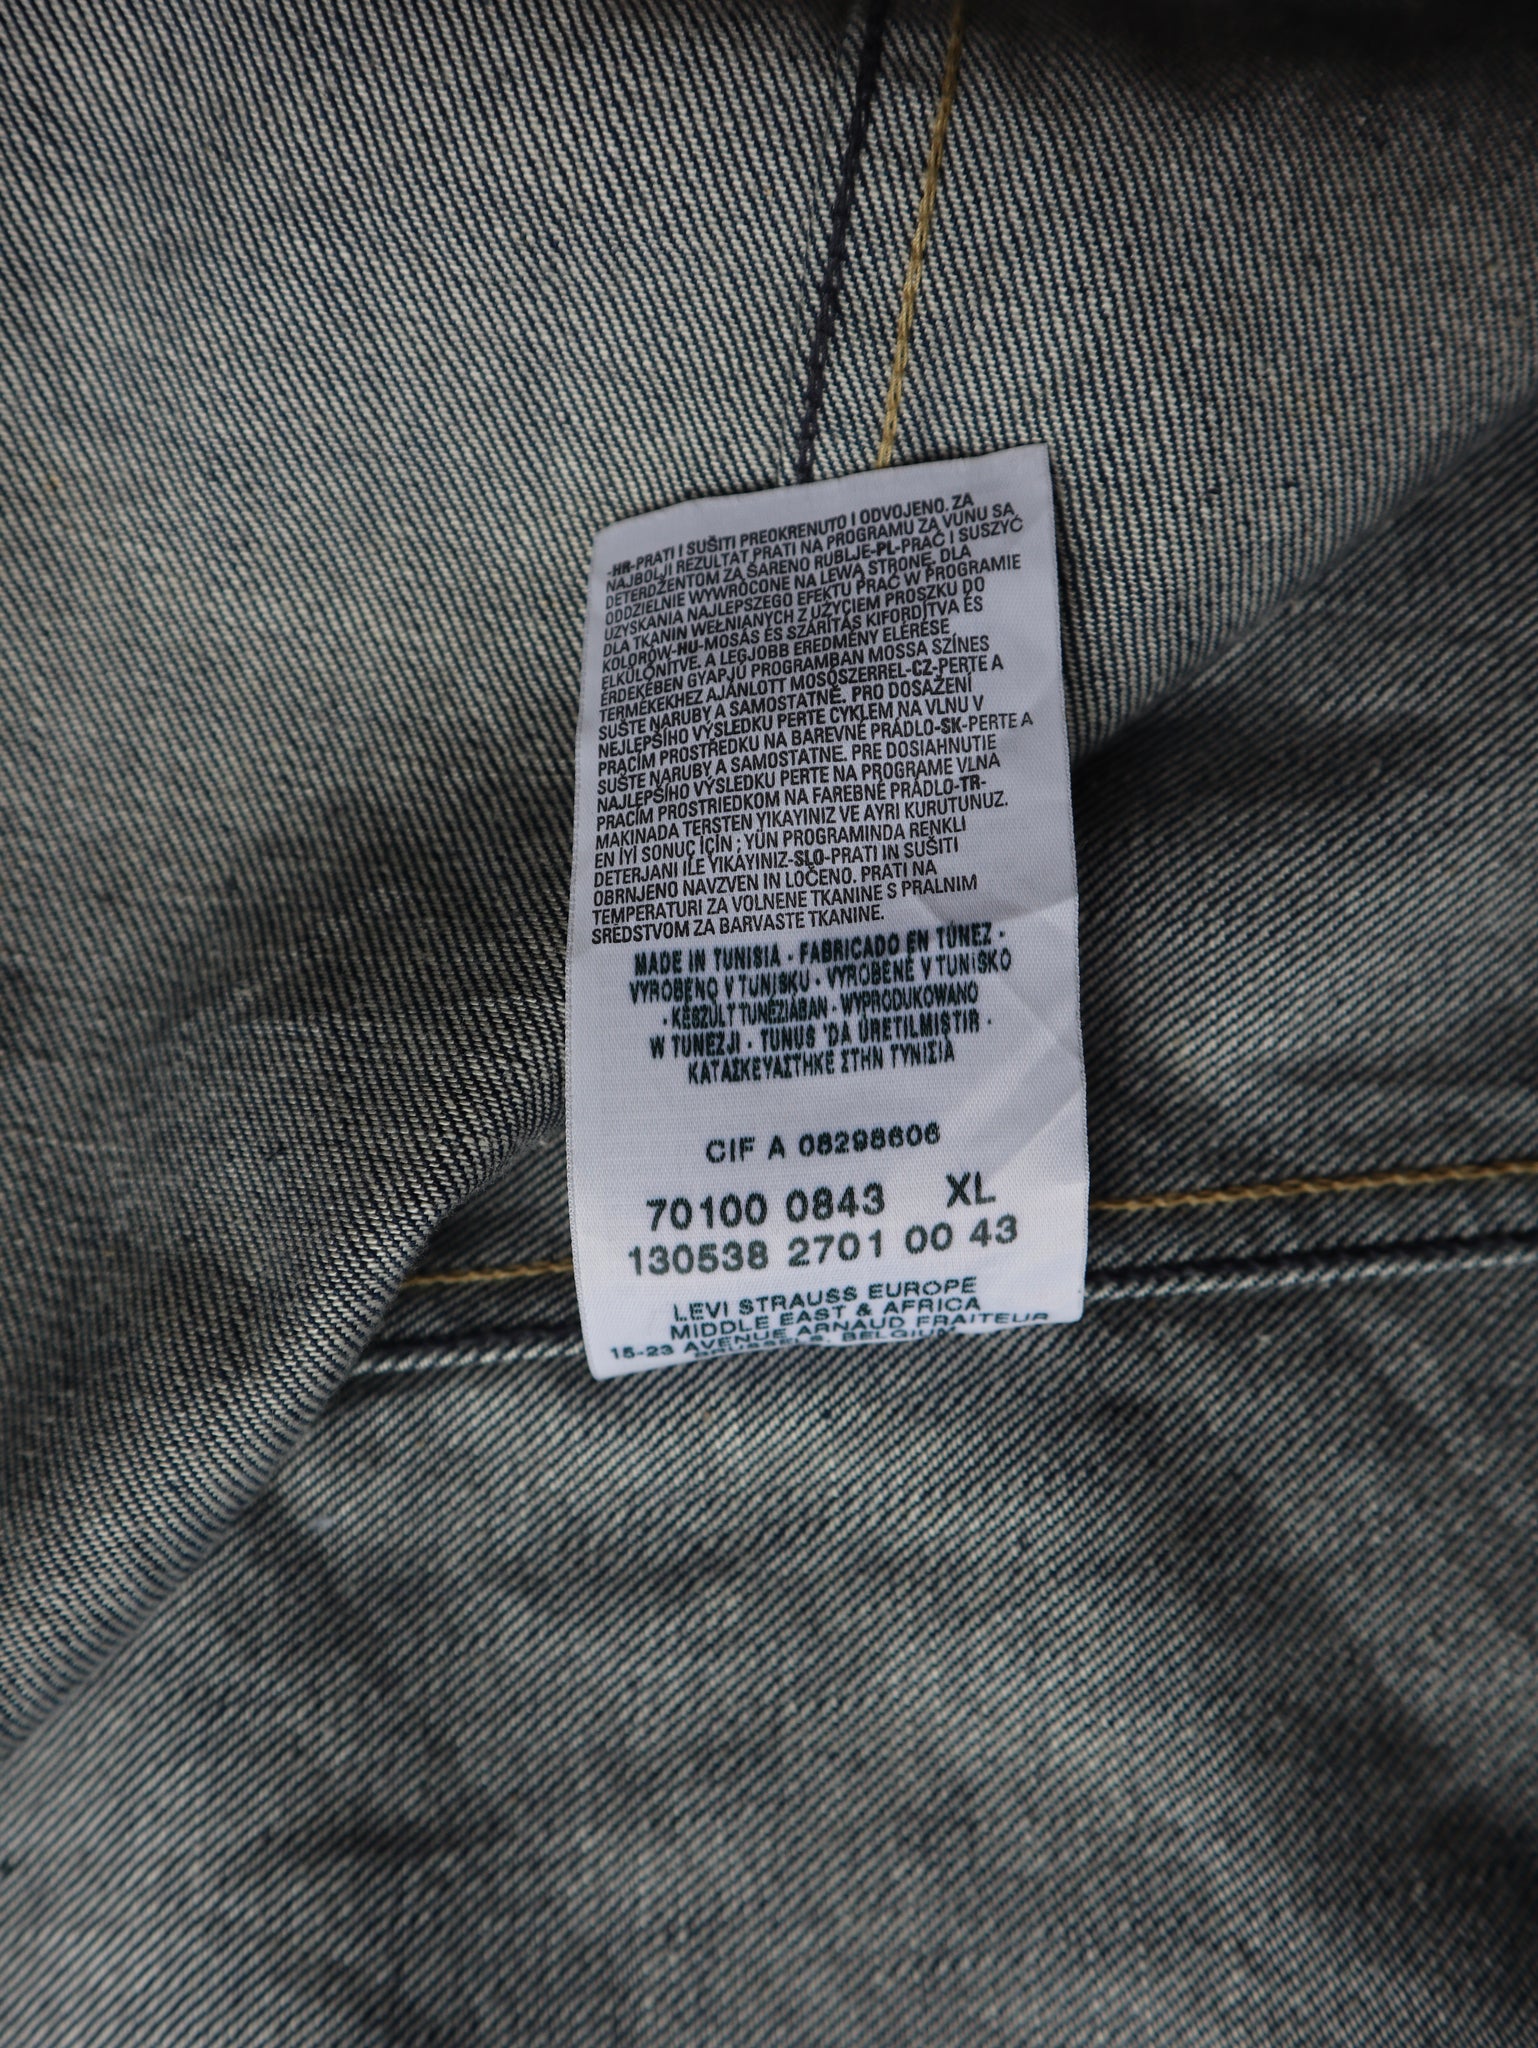 -HR-PRATI I SUŠITI PREOKRENUTO I ODVOJENO. ZA
NAJBOLJI REZULTAT PRATI NA PROGRAMU ZA VUNU SA
DETERDŽENTOM ZA ŠARENO RUBLJE-PL-PRAĆ I SUSZYĆ
ODDZIELNIE WYWRÓCONE NA LEWĄ STRONĘ, DLA
UZYSKANIA NAJLEPSZEGO EFEKTU PRAĆ W PROGRAMIE
DLA TKANIN WEŁNIANYCH Z UŻYCIEM PROSZKU DO
KOLORÓW-HU-MOSÁS ÉS SZÁRÍTÁS KIFORDÍTVA ÉS
ELKÜLÖNÍTVE. A LEGJOBB EREDMÉNY ELÉRÉSE
ÉRDEKÉBEN GYAPJÚ PROGRAMBAN MOSSA SZÍNES
TERMÉKEKHEZ AJÁNLOTT MOSÓSZERREL-CZ-PERTE A
SUŠTE NARUBY A SAMOSTATNĚ. PRO DOSAŽENÍ
NEJLEPŠÍHO VÝSLEDKU PERTE CYKLEM NA VLNU V
PRACÍM PROSTŘEDKU NA BAREVNÉ PRÁDLO-SK-PERTE A
SUŠTE NARUBY A SAMOSTATNE. PRE DOSIAHNUTIE
NAJLEPŠÍHO VÝSLEDKU PERTE NA PROGRAME VLNA
PRACÍM PROSTRIEDKOM NA FAREBNÉ PRÁDLO-TR-
MAKINADA TERSTEN YIKAYINIZ VE AYRI KURUTUNUZ.
EN İYİ SONUÇ İÇİN ; YÜN PROGRAMINDA RENKLI
DETERJANI ILE YIKAYINIZ-SLO-PRATI IN SUŠITI
OBRNJENO NAVZVEN IN LOČENO. PRATI NA
TEMPERATURI ZA VOLNENE TKANINE S PRALNIM
SREDSTVOM ZA BARVASTE TKANINE.
MADE IN TUNISIA · FABRICADO EN TÚNEZ ·
VYROBENO V TUNISKU · VYROBENÉ V TUNISKO
· KÉSZÜLT TUNÉZIÁBAN · WYPRODUKOWANO
W TUNEZJI · TUNUS 'DA ÜRETILMISTIR ·
ΚΑΤΑΣΚΕΥΑΣΤΗΚΕ ΣΤΗΝ ΤΥΝΙΣΙΑ
CIF A 08298606
70100 0843 XL
130538 2701 00 43
LEVI STRAUSS EUROPE
MIDDLE EAST & AFRICA
15-23 AVENUE ARNAUD FRAITEUR
BRUSSELS, BELGIUM